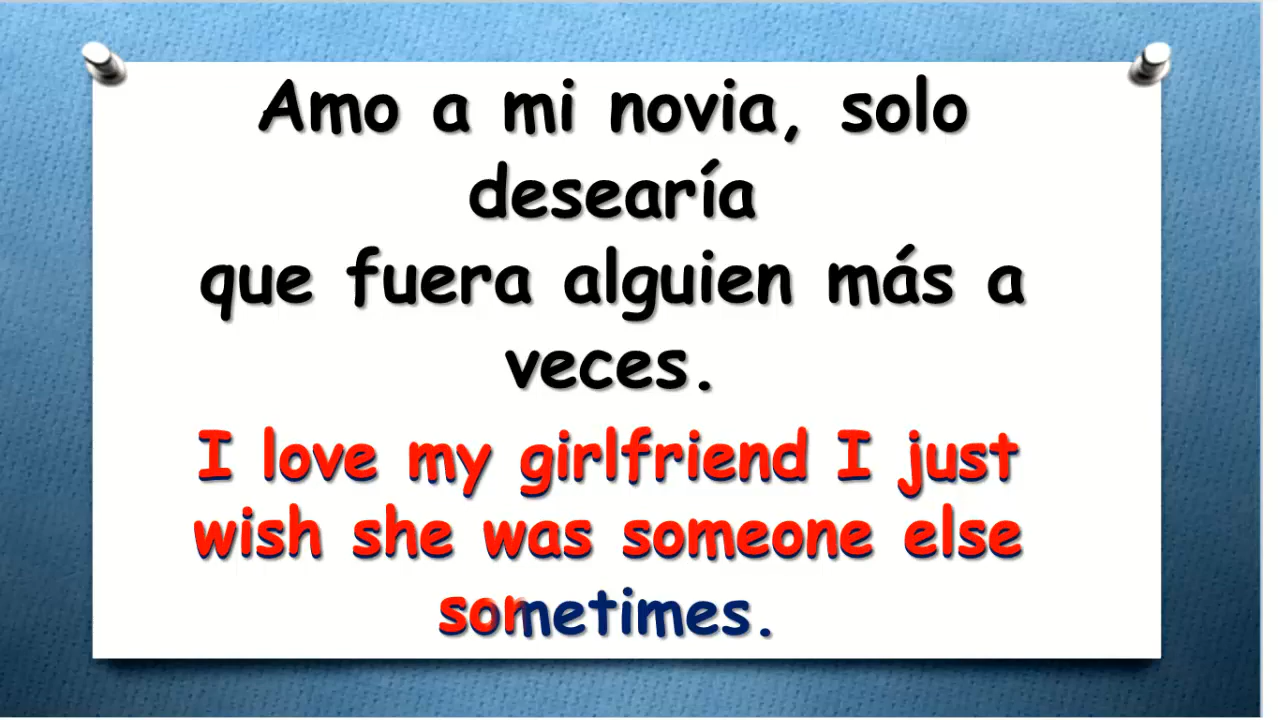 Amo a mi novia, solo
desearía
que fuera alguien más a
veces.
I love my girlfriend I just
wish she was someone else
sometimes.